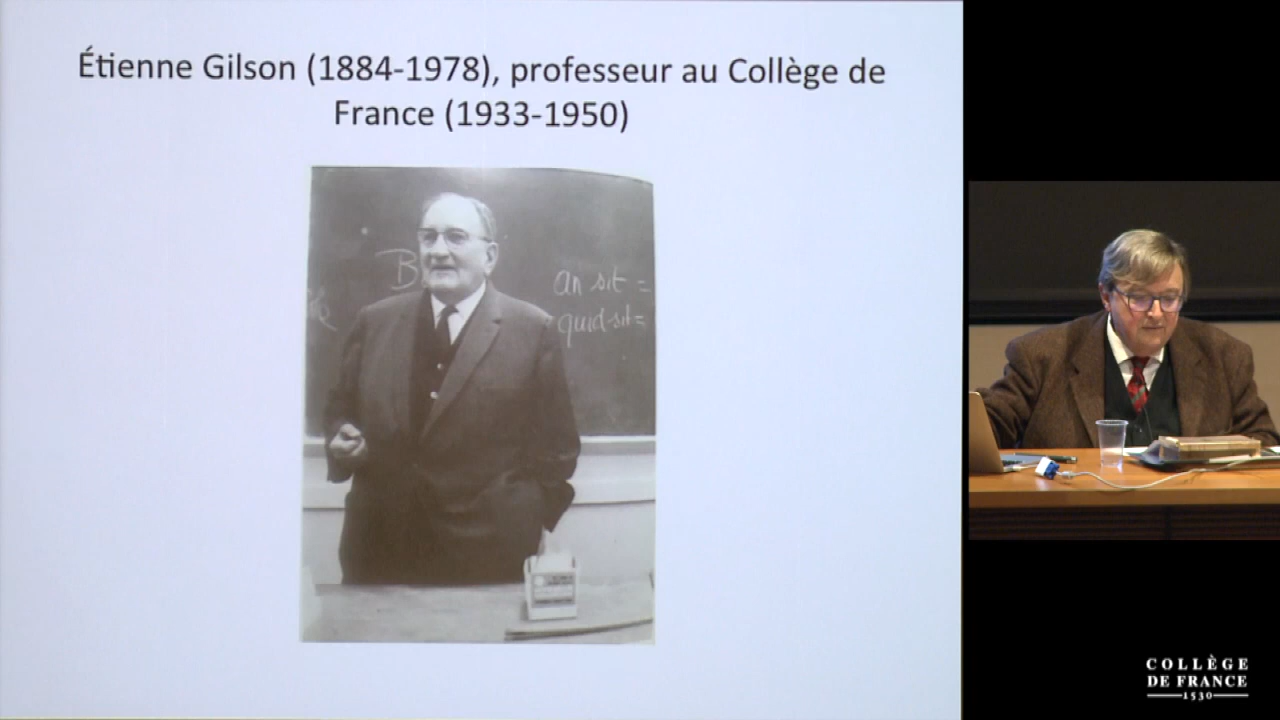 Étienne Gilson (1884-1978), professeur au Collège de
France (1933-1950)
B
an sit =
quid-sit=
COLLÈGE
DE FRANCE
1530